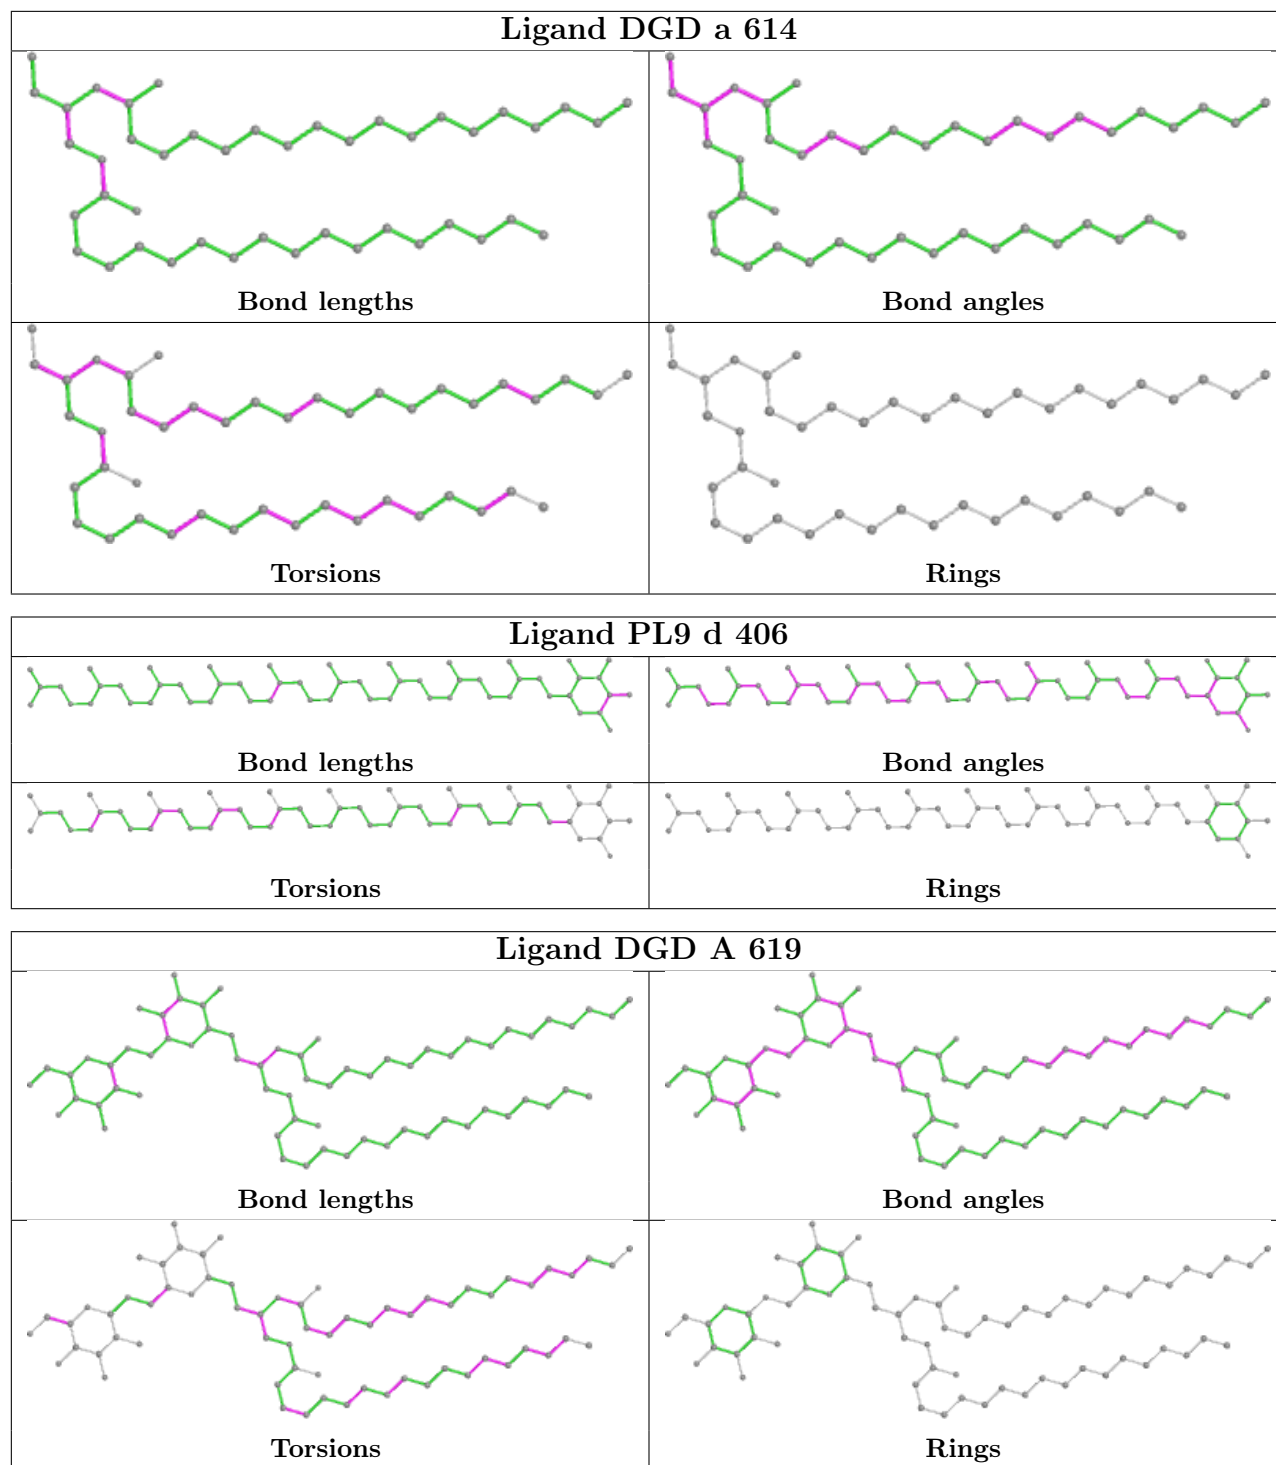 Ligand DGD a 614
Bond lengths
Bond angles
Torsions
Rings
Ligand PL9 d 406
Bond lengths
Bond angles
Torsions
Rings
Ligand DGD A 619
Bond lengths
Bond angles
Torsions
Rings